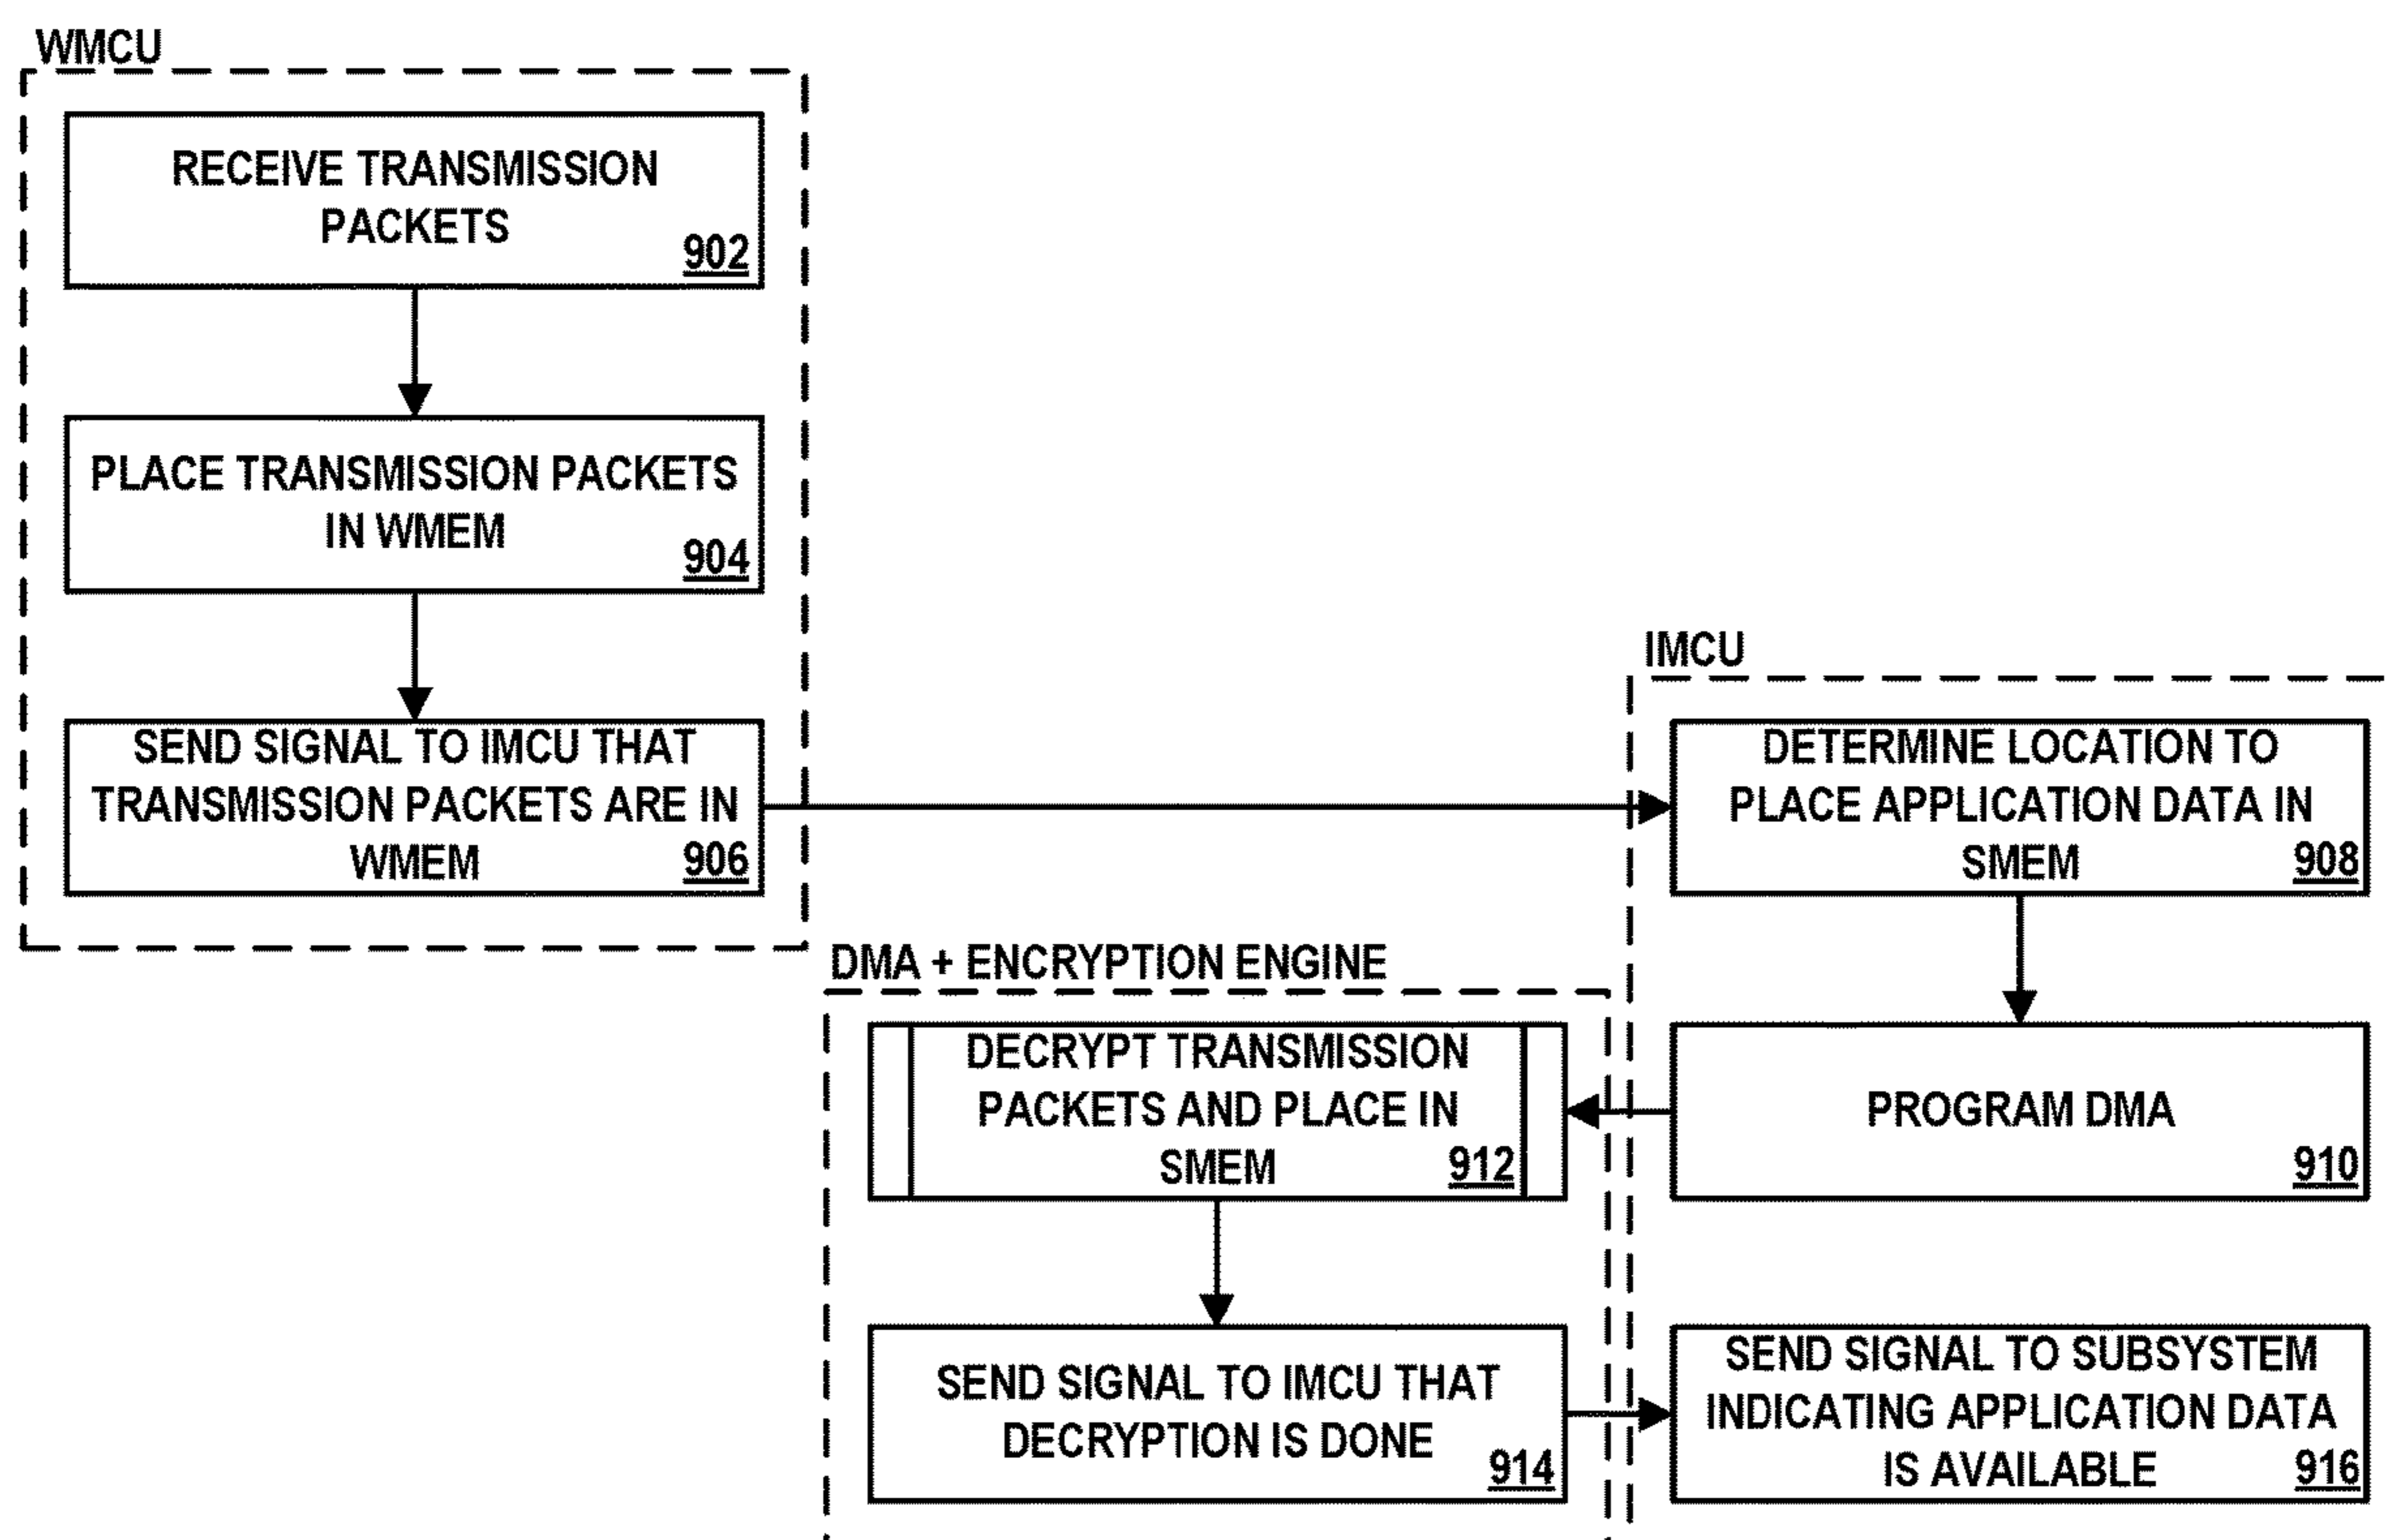 WMCU
RECEIVE TRANSMISSION
PACKETS
902
PLACE TRANSMISSION PACKETS
IN WMEM
904
SEND SIGNAL TO IMCU THAT
TRANSMISSION PACKETS ARE IN
WMEM
906
IMCU
DETERMINE LOCATION TO
PLACE APPLICATION DATA IN
SMEM
908
PROGRAM DMA
910
DMA + ENCRYPTION ENGINE
DECRYPT TRANSMISSION
PACKETS AND PLACE IN
SMEM
912
SEND SIGNAL TO IMCU THAT
DECRYPTION IS DONE
914
SEND SIGNAL TO SUBSYSTEM
INDICATING APPLICATION DATA
IS AVAILABLE
916